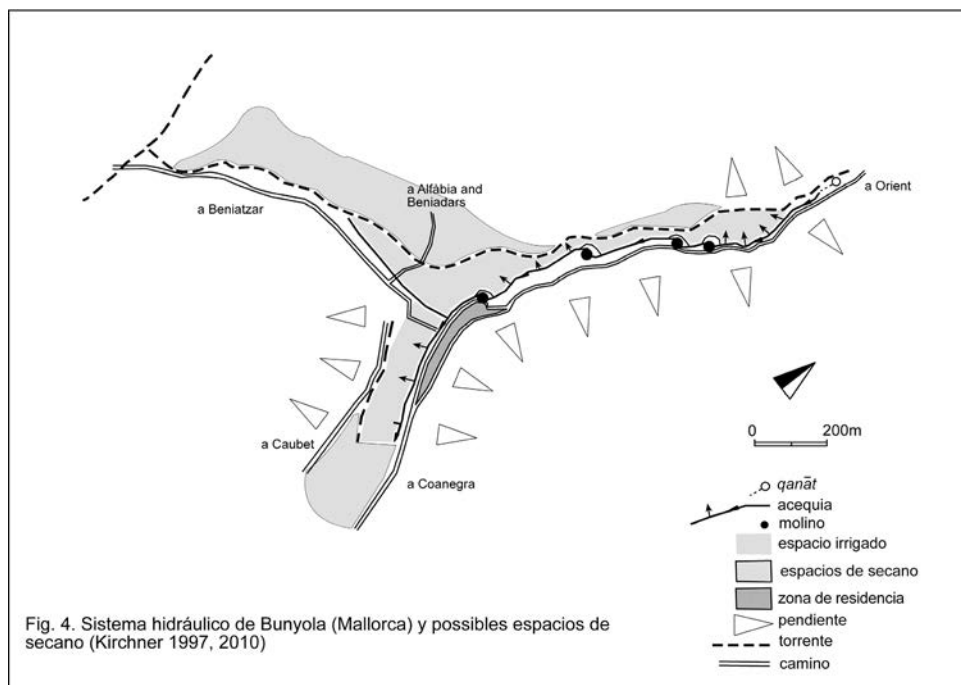 a Beniatzar
a Alfàbia and
Beniadars
a Orient
a Caubet
a Coanegra
0 200m
qanāt
acequia
molino
espacio irrigado
espacios de secano
zona de residencia
pendiente
torrente
camino
Fig. 4. Sistema hidráulico de Bunyola (Mallorca) y possibles espacios de
secano (Kirchner 1997, 2010)